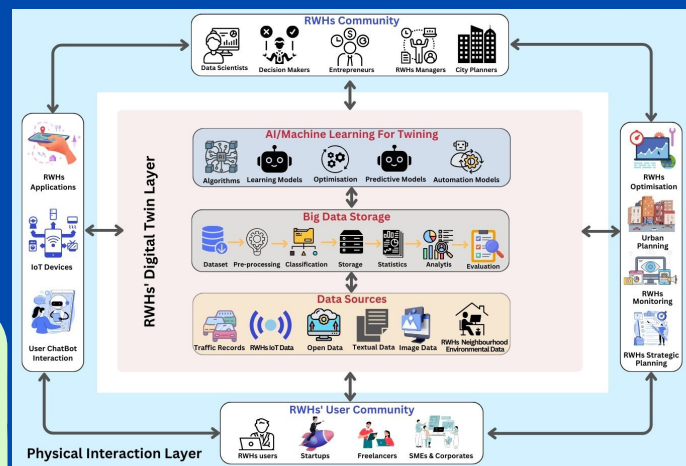 RWHs Community
Data Scientists
Decision Makers
Entrepreneurs
RWHs Managers
City Planners
RWHs
Applications
IoT Devices
User ChatBot
Interaction
RWHs' Digital Twin Layer
AI/Machine Learning For Twining
Algorithms
Learning Models
Optimisation
Predictive Models
Automation Models
Big Data Storage
Dataset
Pre-processing
Classification
Storage
Statistics
Analytis
Evaluation
Data Sources
Traffic Records
RWHs IoT Data
Open Data
Textual Data
Image Data
RWHs Neighbourhood
Environmental Data
RWHs
Optimisation
Urban
Planning
RWHs
Monitoring
RWHs Strategic
Planning
RWHs' User Community
RWHs users
Startups
Freelancers
SMEs & Corporates
Physical Interaction Layer